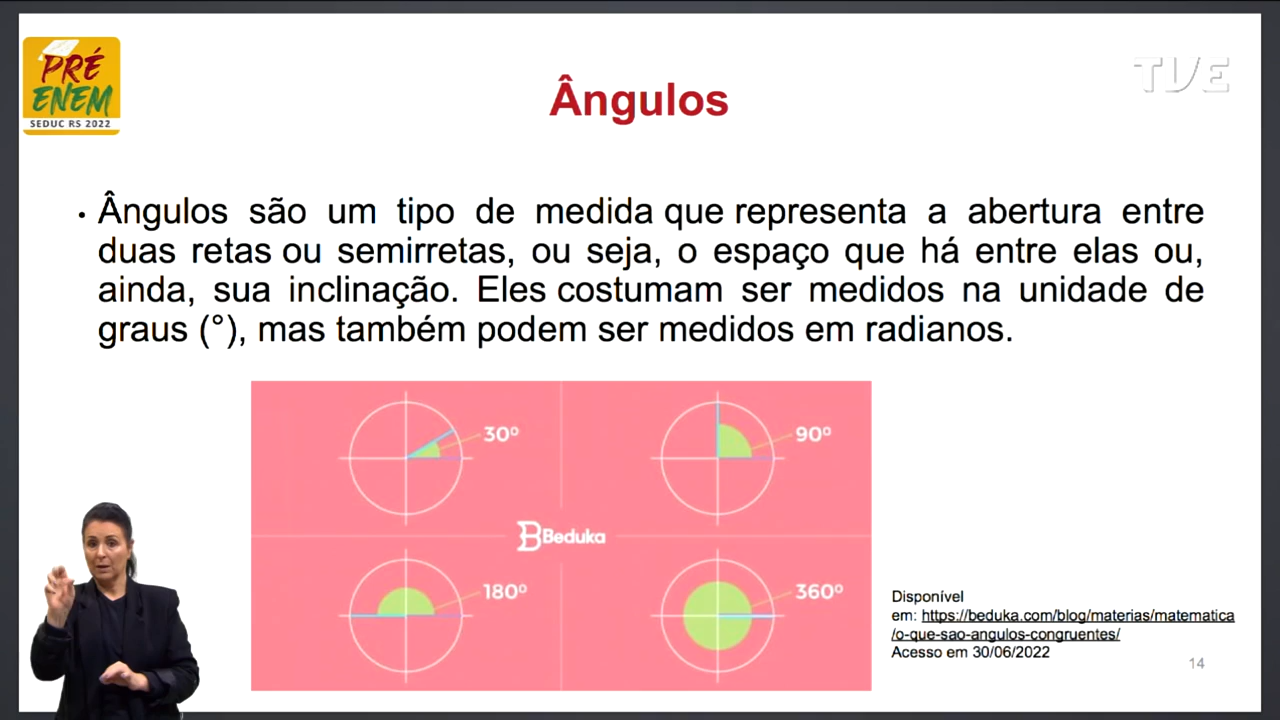 PRÉ
ENEM
SEDUC RS 2022
TVE
Ângulos
• Ângulos são um tipo de medida que representa a abertura entre
duas retas ou semirretas, ou seja, o espaço que há entre elas ou,
ainda, sua inclinação. Eles costumam ser medidos na unidade de
graus (°), mas também podem ser medidos em radianos.
30º
90º
Beduka
180º
360º
Disponível
em: https://beduka.com/blog/materias/matematica
/o-que-sao-angulos-congruentes/
Acesso em 30/06/2022
14